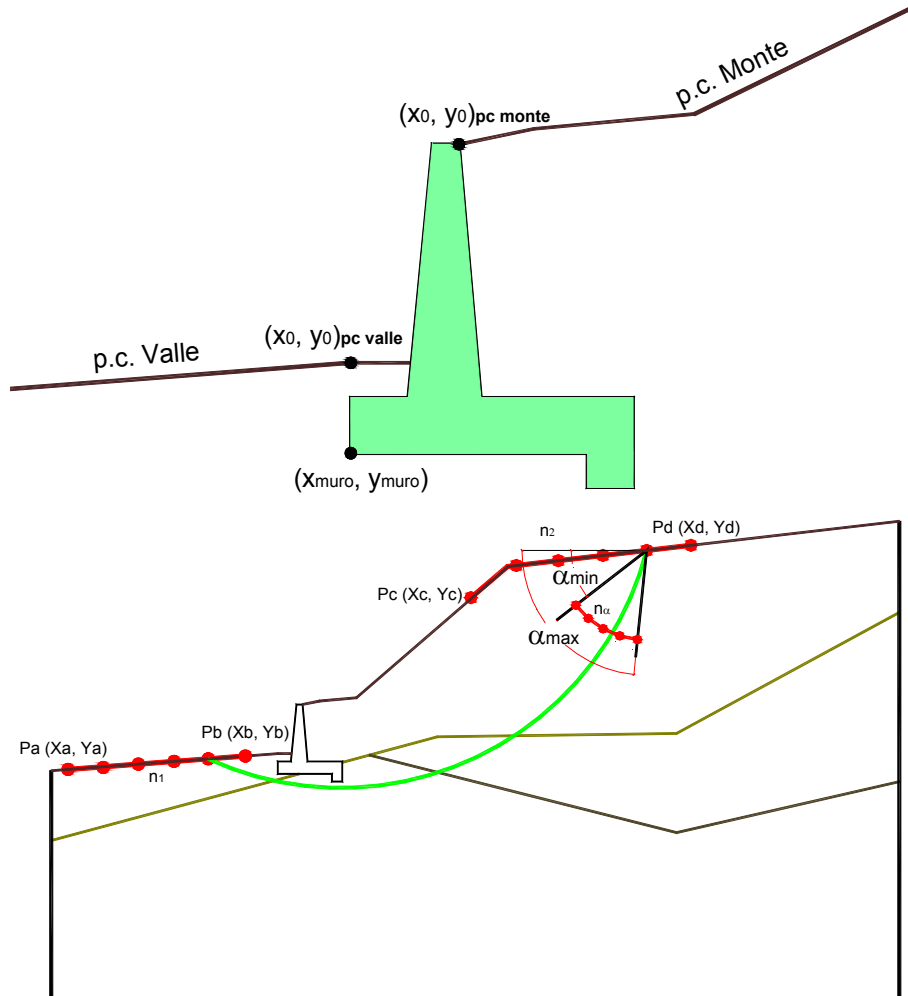 p.c. Monte
(x0, y0)pc monte
(x0, y0)pc valle
p.c. Valle
(xmuro, ymuro)
n2
Pd (Xd, Yd)
αmin
Pc (Xc, Yc)
nα
αmax
Pb (Xb, Yb)
Pa (Xa, Ya)
n1